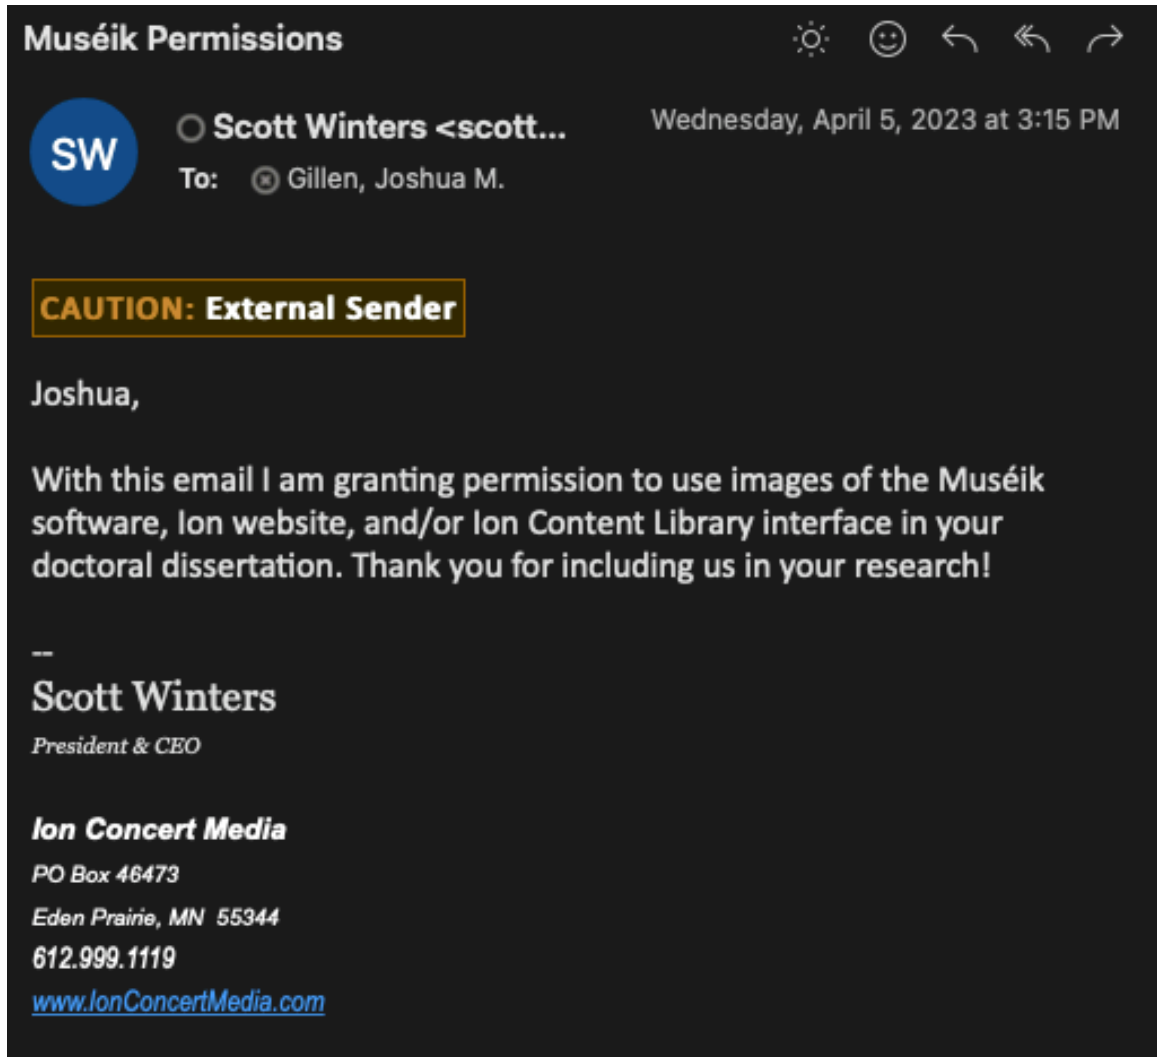 Muséik Permissions
SW
Scott Winters <scott...
Wednesday, April 5, 2023 at 3:15 PM
To: Gillen, Joshua M.
CAUTION: External Sender
Joshua,
With this email I am granting permission to use images of the Muséik
software, Ion website, and/or Ion Content Library interface in your
doctoral dissertation. Thank you for including us in your research!
--
Scott Winters
President & CEO
Ion Concert Media
PO Box 46473
Eden Prairie, MN  55344
612.999.1119
www.IonConcertMedia.com